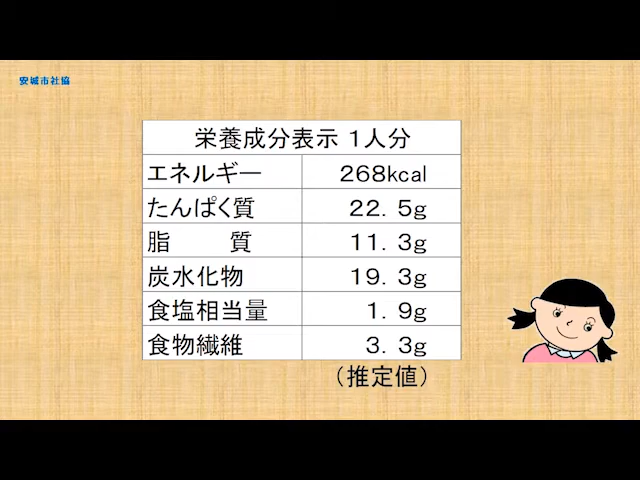 安城市社協
栄養成分表示 1人分
エネルギー 268kcal
たんぱく質 22.5g
脂 質 11.3g
炭水化物 19.3g
食塩相当量 1.9g
食物繊維 3.3g
(推定値)